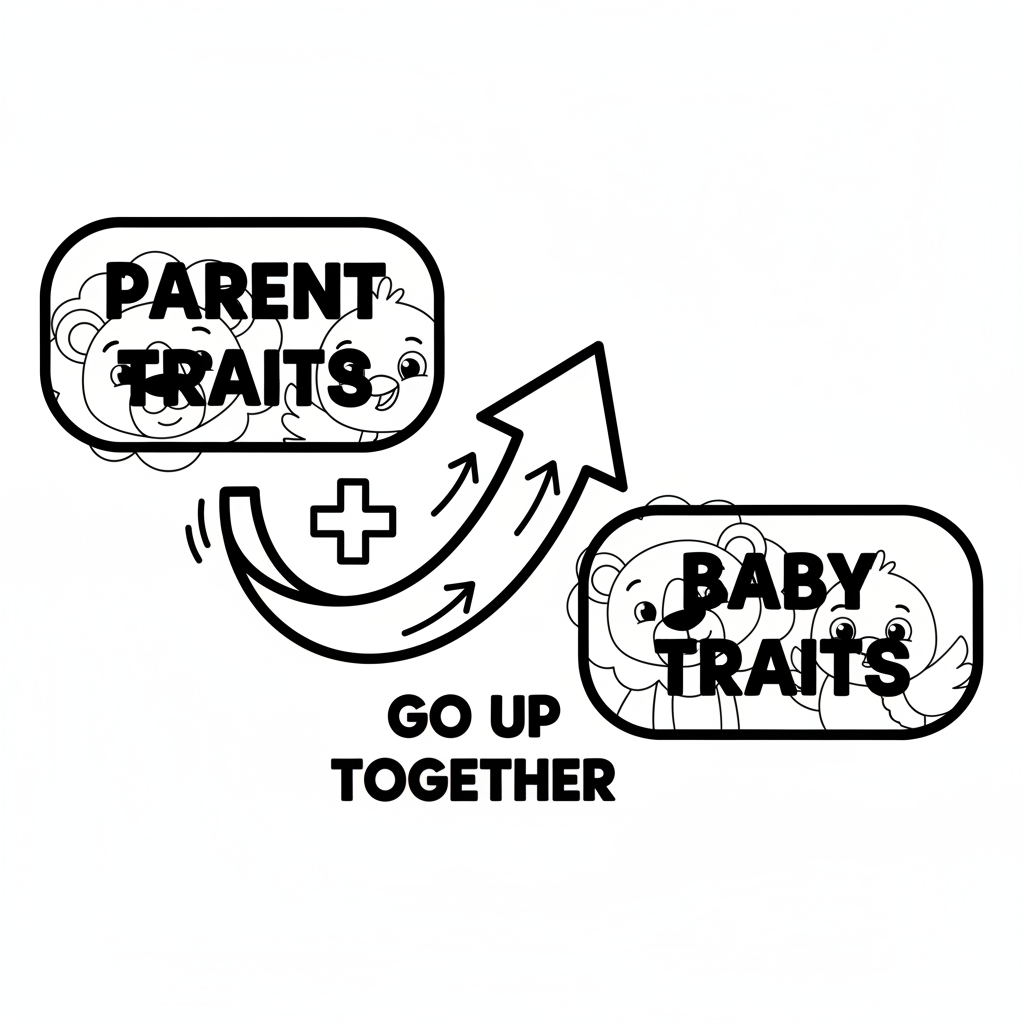 PARENT
TRAITS
BABY
TRAITS
GO UP
TOGETHER